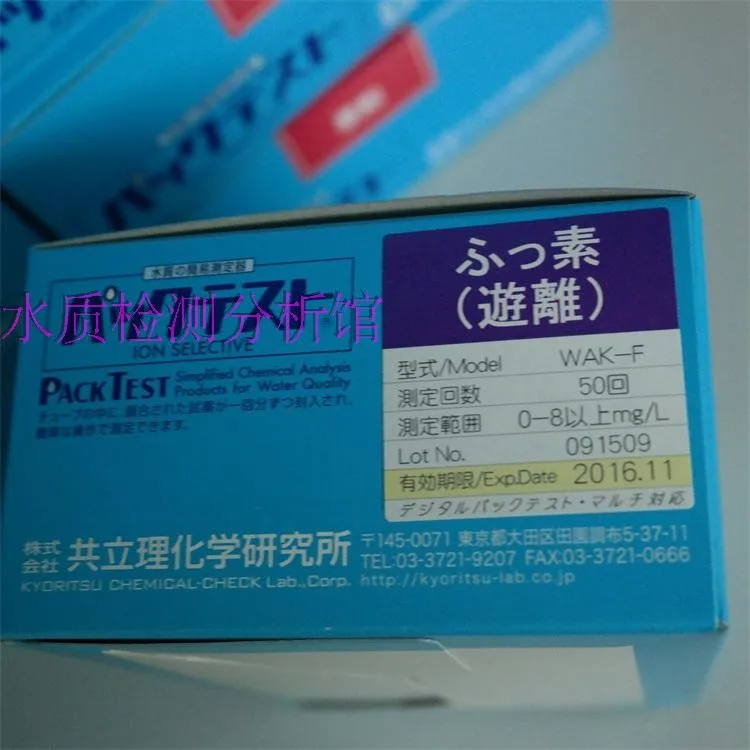 水質の簡易測定器
パックテスト
ION SELECTIVE
PACKTEST Simplified Chemical Analysis
Products for Water Quality
チューブの中に、調合された試薬が一回分ずつ封入され、
簡単な操作で測定できます。
水质检测分析馆
ふっ素
(遊離)
型式/Model WAK-F
測定回数 50回
測定範囲 0-8以上mg/L
Lot No. 091509
有効期限/Exp.Date 2016.11
デジタルパックテスト・マルチ対応
株式会社 共立理化学研究所
KYORITSU CHEMICAL-CHECK Lab.,Corp.
〒145-0071 東京都大田区田園調布5-37-11
TEL:03-3721-9207 FAX:03-3721-0666
http://kyoritsu-lab.co.jp